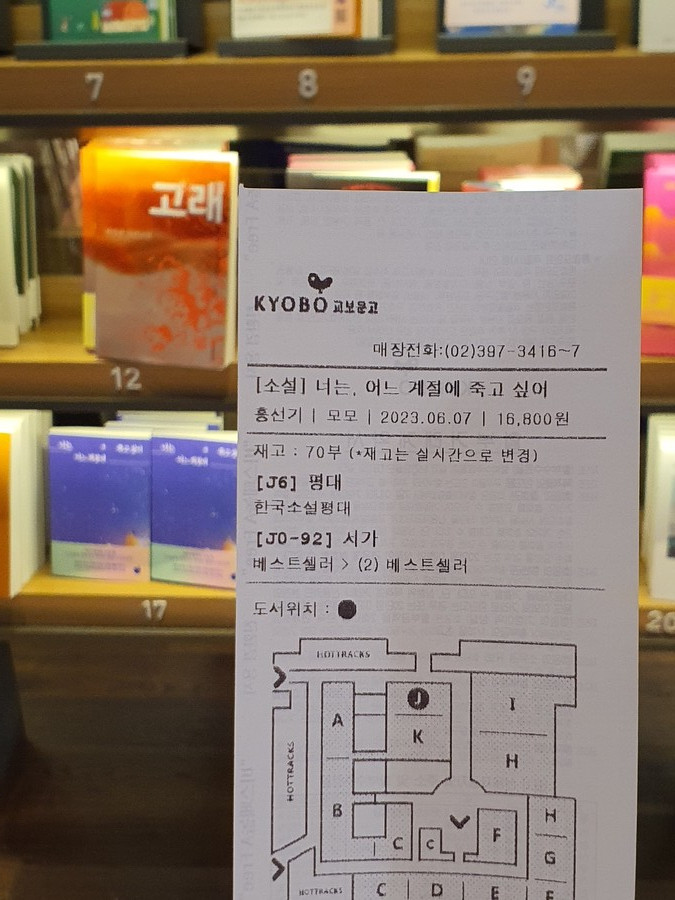 7
8
9
고래
12
17
20
KYOBO 교보문고
매장전화:(02)397-3416~7
[소설] 너는, 어느 계절에 죽고 싶어
홍선기 | 모모 | 2023.06.07 | 16,800원
재고 : 70부 (*재고는 실시간으로 변경)
[J6] 평대
한국소설평대
[J0-92] 서가
베스트셀러 > (2) 베스트셀러
도서위치 :
HOTTRACKS
J
I
A
K
HOTTRACKS
H
B
C
C
F
H
G
HOTTRACKS
C
D
E
F